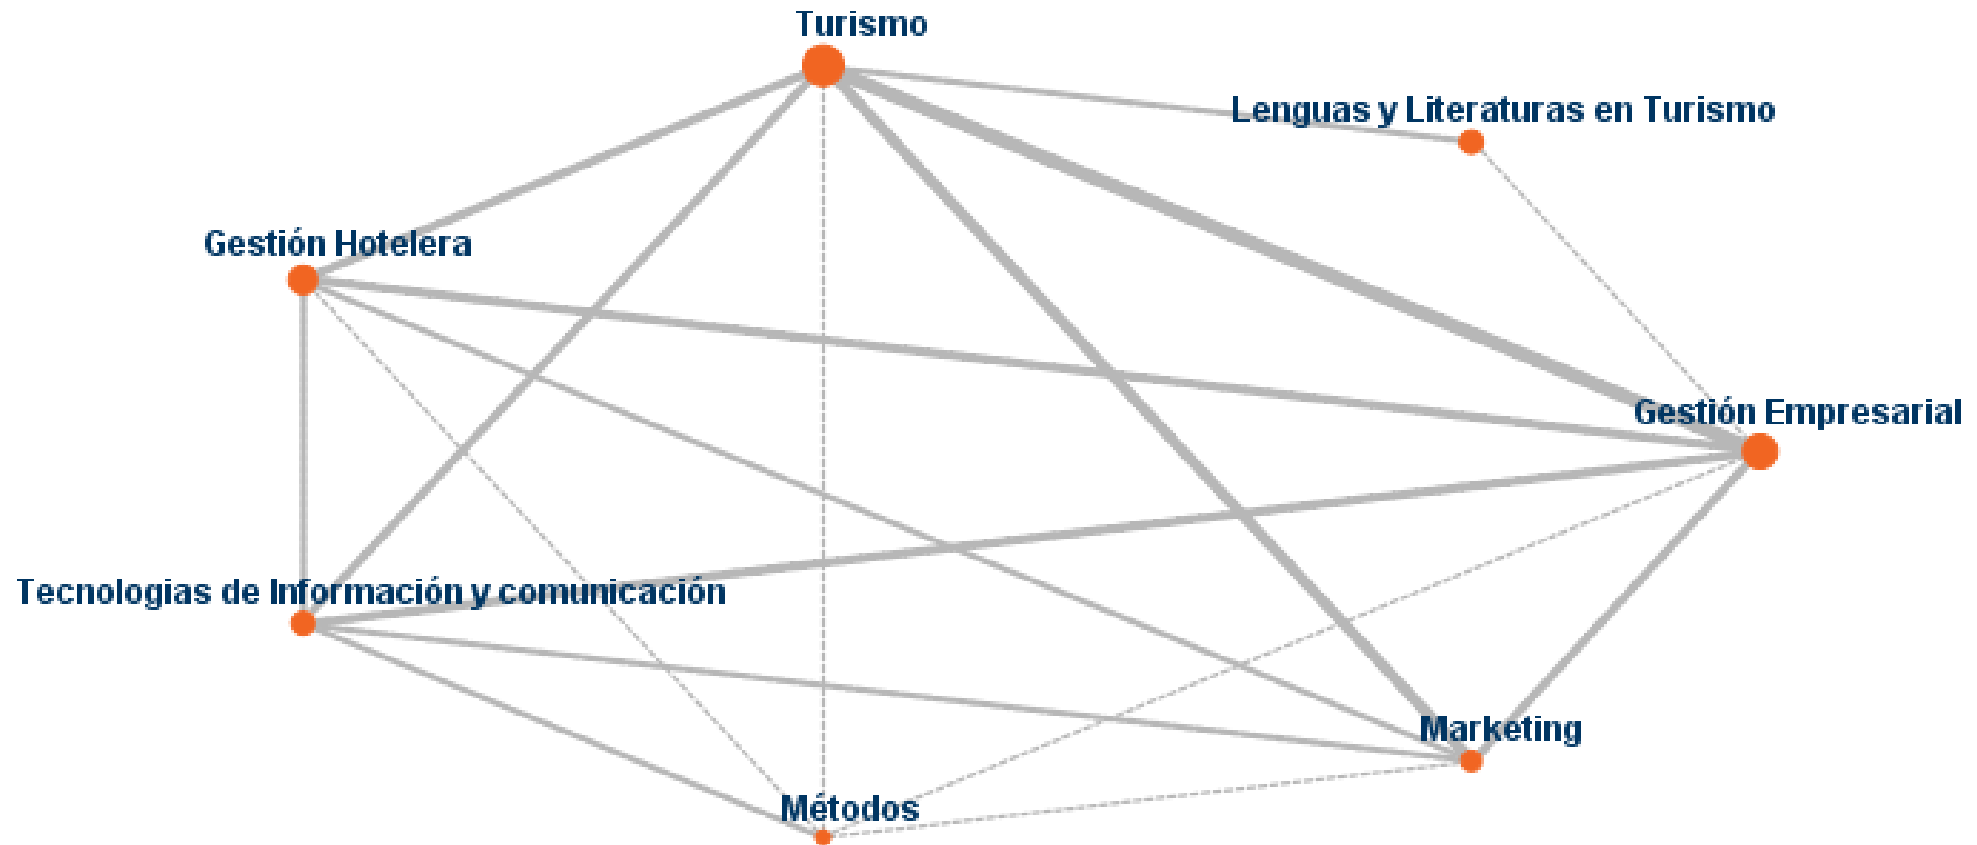 Turismo
Lenguas y Literaturas en Turismo
Gestión Hotelera
Gestión Empresarial
Tecnologias de Información y comunicación
Marketing
Métodos